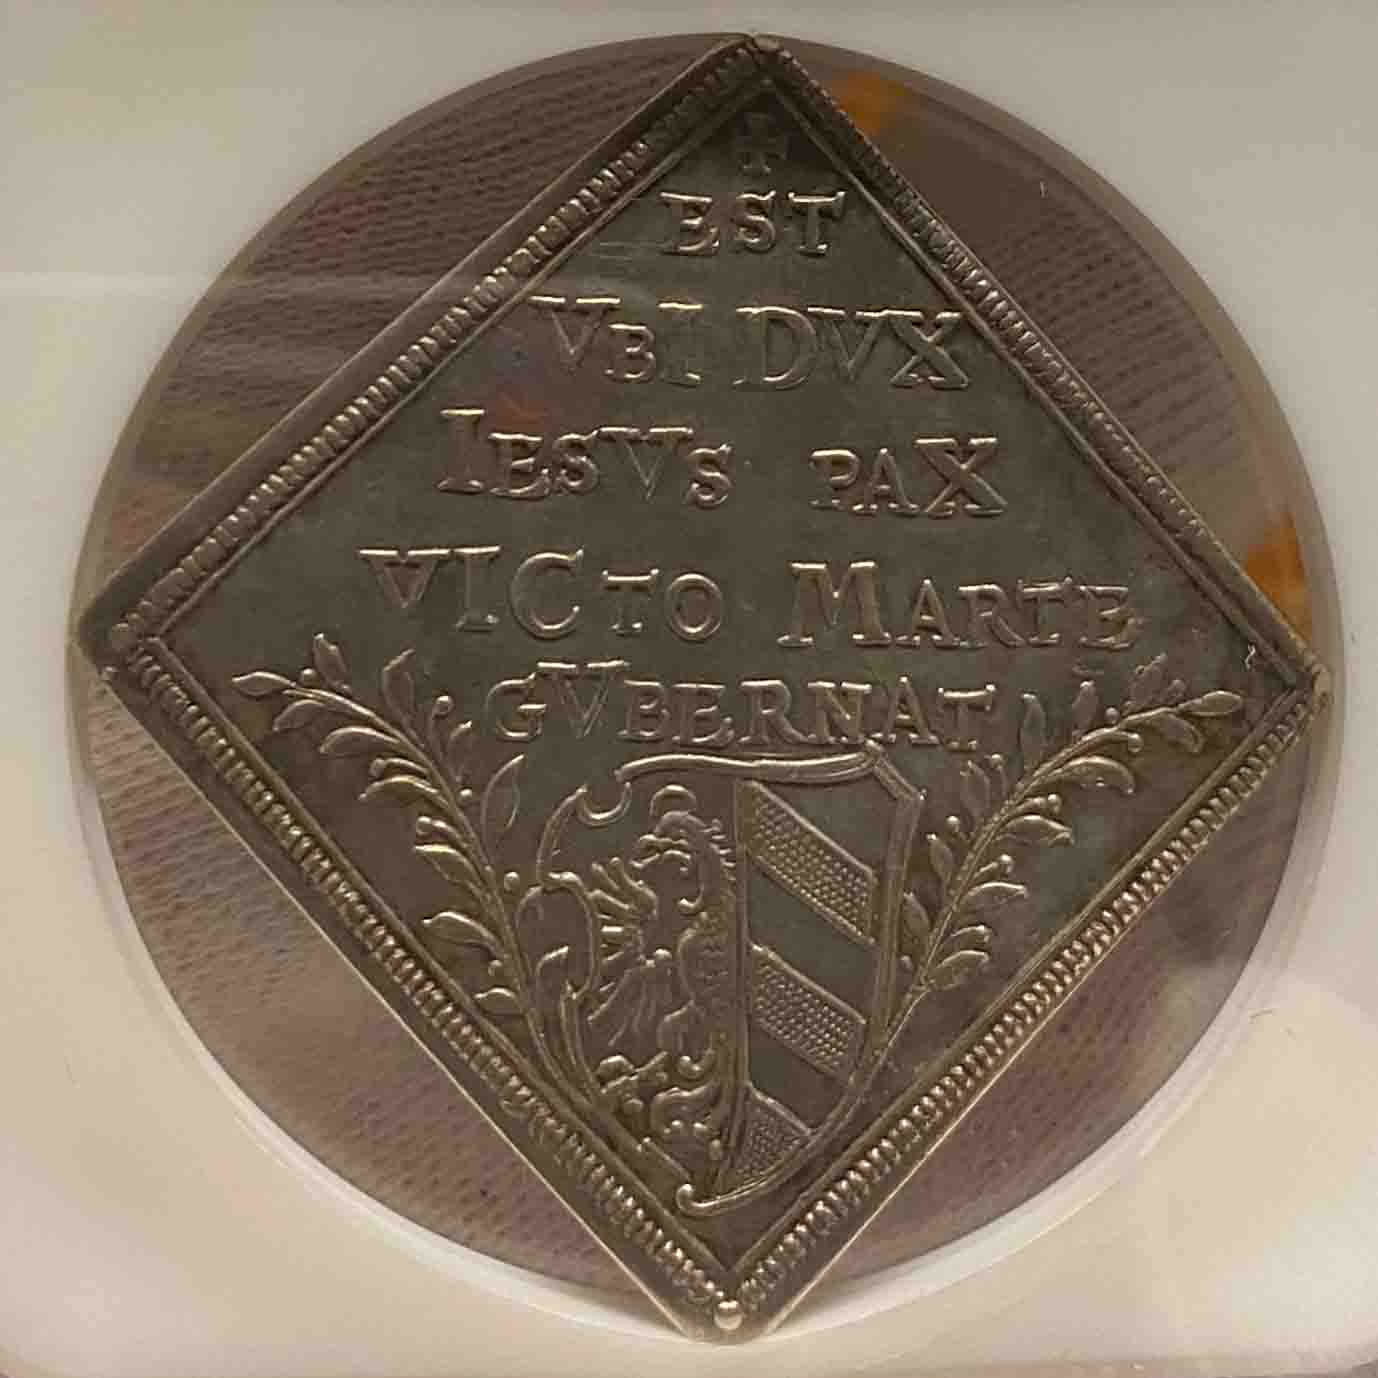 EST
VBI DVX
IESVS PAX
VICTO MARTE
GVBERNAT